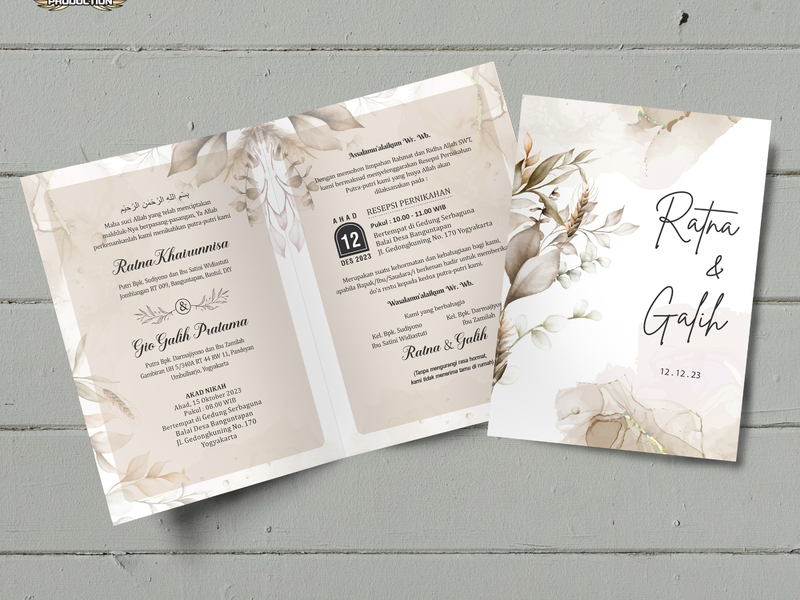 PRODUCTION
بِسْمِ اللهِ الرَّحْمٰنِ الرَّحِيْمِ
Maha suci Allah yang telah menciptakan
makhluk-Nya berpasang-pasangan, Ya Allah
perkenankanlah kami menikahkan putra-putri kami
Ratna Khairunnisa
Putri Bpk. Sudiyono dan Ibu Satini Widiastuti
Jomblangan RT 009, Banguntapan, Bantul, DIY
&
Gio Galih Pratama
Putra Bpk. Darmajiyono dan Ibu Zamilah
Gambiran UH 5/340A RT 44 RW 11, Pandeyan
Umbulharjo, Yogyakarta
AKAD NIKAH
Ahad, 15 Oktober 2023
Pukul : 08.00 WIB
Bertempat di Gedung Serbaguna
Balai Desa Banguntapan
Jl. Gedongkuning No. 170
Yogyakarta
Assalamu'alaikum Wr. Wb.
Dengan memohon limpahan Rahmat dan Ridha Allah SWT,
kami bermaksud menyelenggarakan Resepsi Pernikahan
Putra-putri kami yang Insya Allah akan
dilaksanakan pada :
AHAD
12
DES 2023
RESEPSI PERNIKAHAN
Pukul : 10.00 - 11.00 WIB
Bertempat di Gedung Serbaguna
Balai Desa Banguntapan
Jl. Gedongkuning No. 170 Yogyakarta
Merupakan suatu kehormatan dan kebahagiaan bagi kami,
apabila Bapak/Ibu/Saudara/i berkenan hadir untuk memberik
do'a restu kepada kedua putra-putri kami.
Wasalamu'alaikum Wr. Wb.
Kami yang berbahagia
Kel. Bpk. Sudiyono
Ibu Satini Widiastuti
Kel. Bpk. Darmajiyon
Ibu Zamilah
Ratna & Galih
(Tanpa mengurangi rasa hormat,
kami tidak menerima tamu di rumah)
Ratna
&
Galih
12.12.23